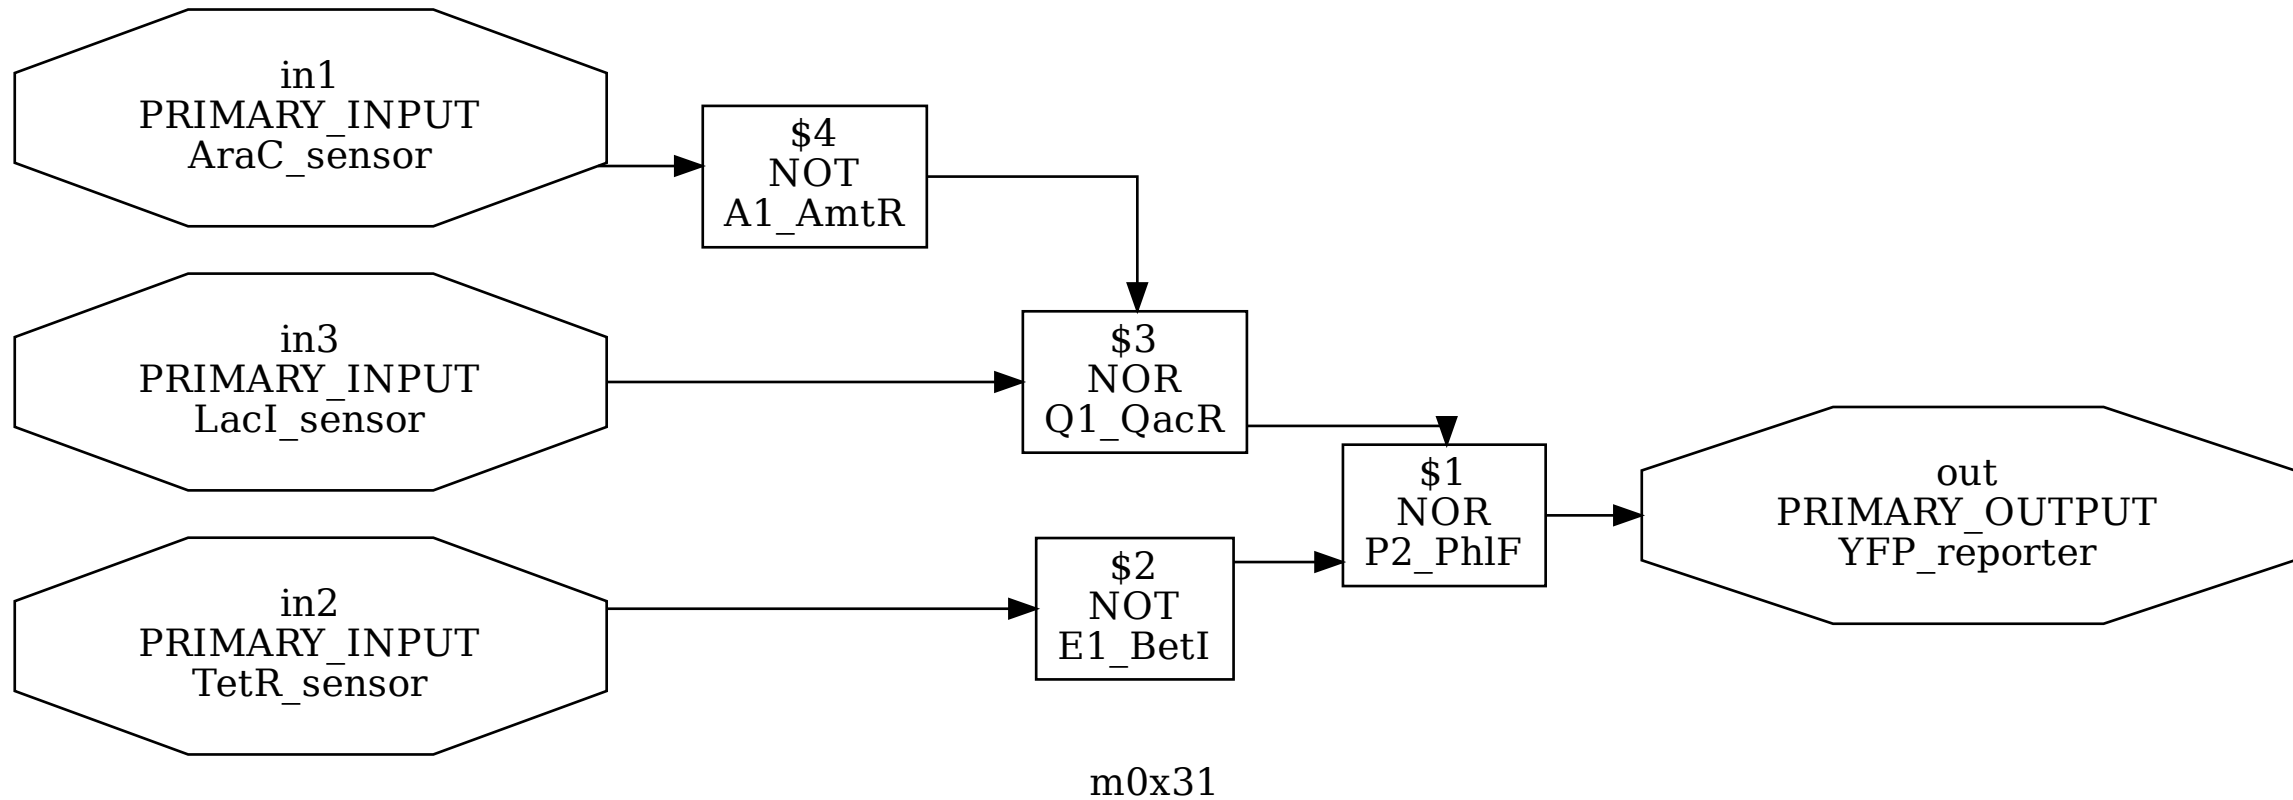 in1
PRIMARY_INPUT
AraC_sensor
$4
NOT
A1_AmtR
in3
PRIMARY_INPUT
LacI_sensor
$3
NOR
Q1_QacR
in2
PRIMARY_INPUT
TetR_sensor
$2
NOT
E1_BetI
$1
NOR
P2_PhlF
out
PRIMARY_OUTPUT
YFP_reporter
m0x31